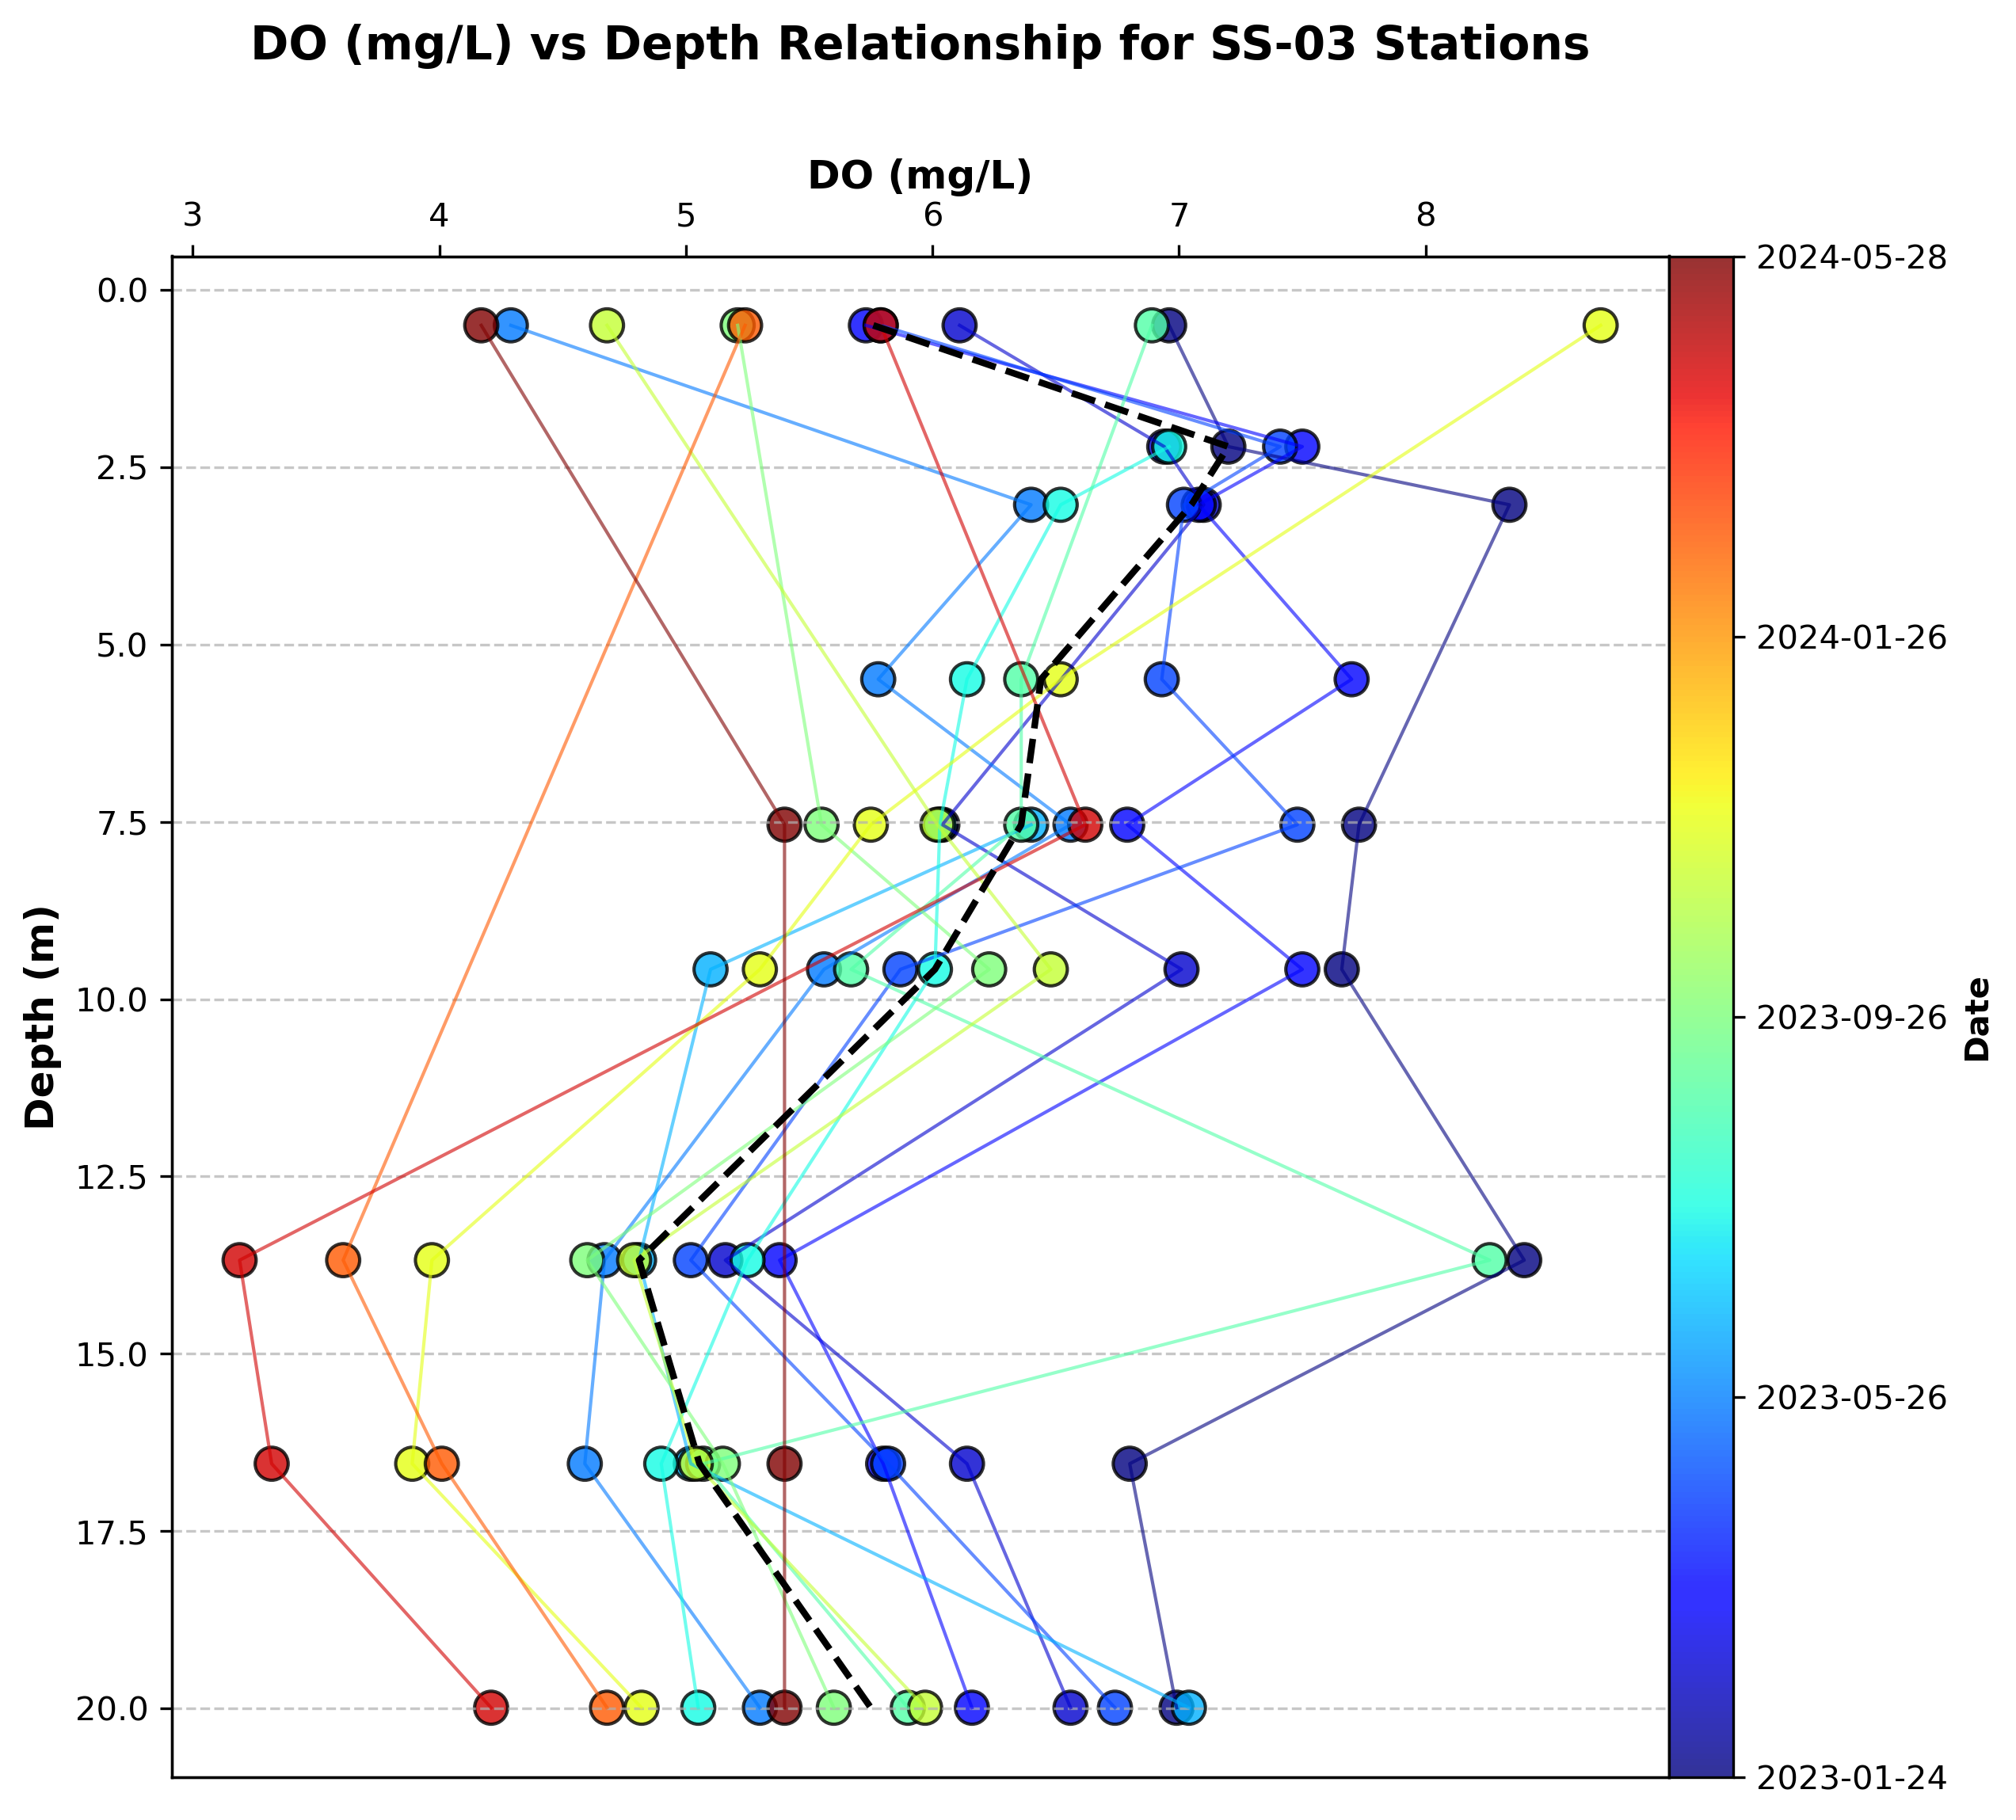 DO (mg/L) vs Depth Relationship for SS-03 Stations
DO (mg/L)
3 4 5 6 7 8
0.0
2.5
5.0
7.5
10.0
12.5
15.0
17.5
20.0
Depth (m)
2024-05-28
2024-01-26
2023-09-26
2023-05-26
2023-01-24
Date